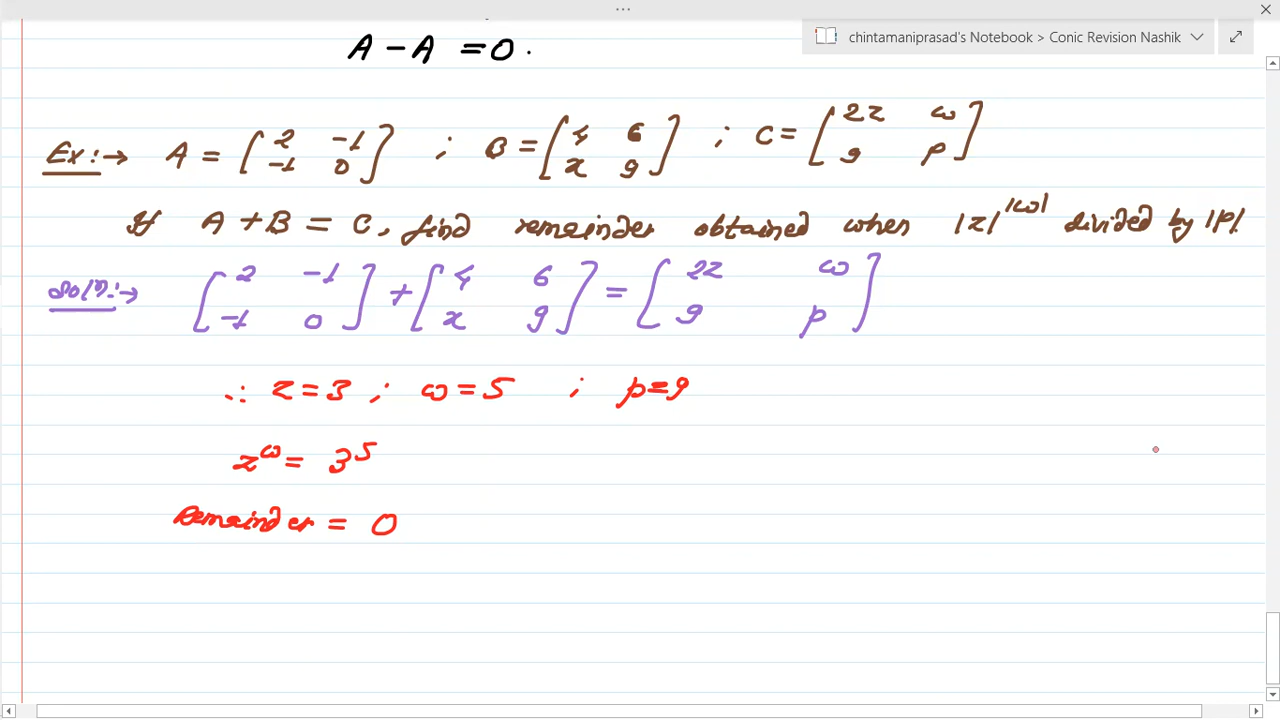 ...
A - A = 0.
chintamaniprasad's Notebook > Conic Revision Nashik
Ex:→ A = [2 -1; -1 0] ; B = [4 6; x 9] ; C = [2z ω; 9 p]
If A + B = C, find remainder obtained when |z|^|ω| divided by |p|.
Solⁿ:→ [2 -1; -1 0] + [4 6; x 9] = [2z ω; 9 p]
∴ z = 3 ; ω = 5 ; p = 9
z^ω = 3^5
Remainder = 0